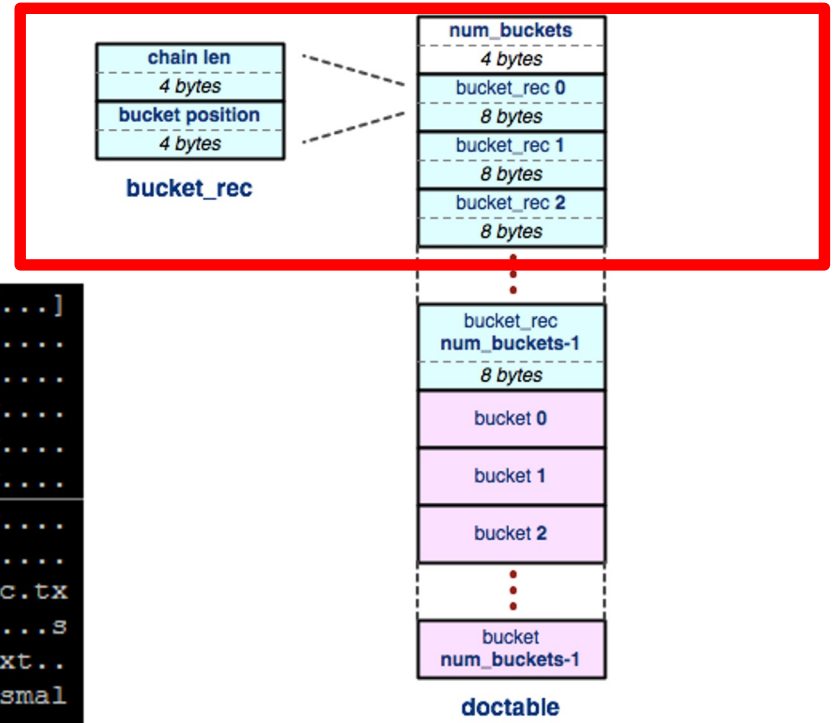 chain len
4 bytes
bucket position
4 bytes
bucket_rec
num_buckets
4 bytes
bucket_rec 0
8 bytes
bucket_rec 1
8 bytes
bucket_rec 2
8 bytes
bucket_rec
num_buckets-1
8 bytes
bucket 0
bucket 1
bucket 2
bucket
num_buckets-1
doctable
...]
....
....
....
....
....
....
....
c.tx
...s
xt..
smal